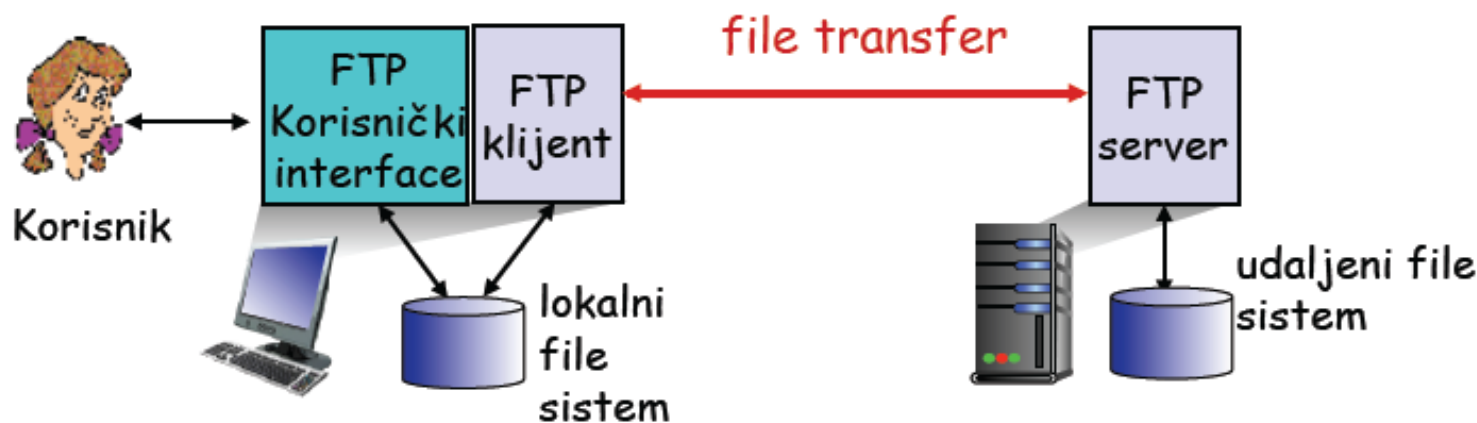 file transfer
FTP
Korisnički
interface
FTP
klijent
FTP
server
Korisnik
lokalni
file
sistem
udaljeni file
sistem